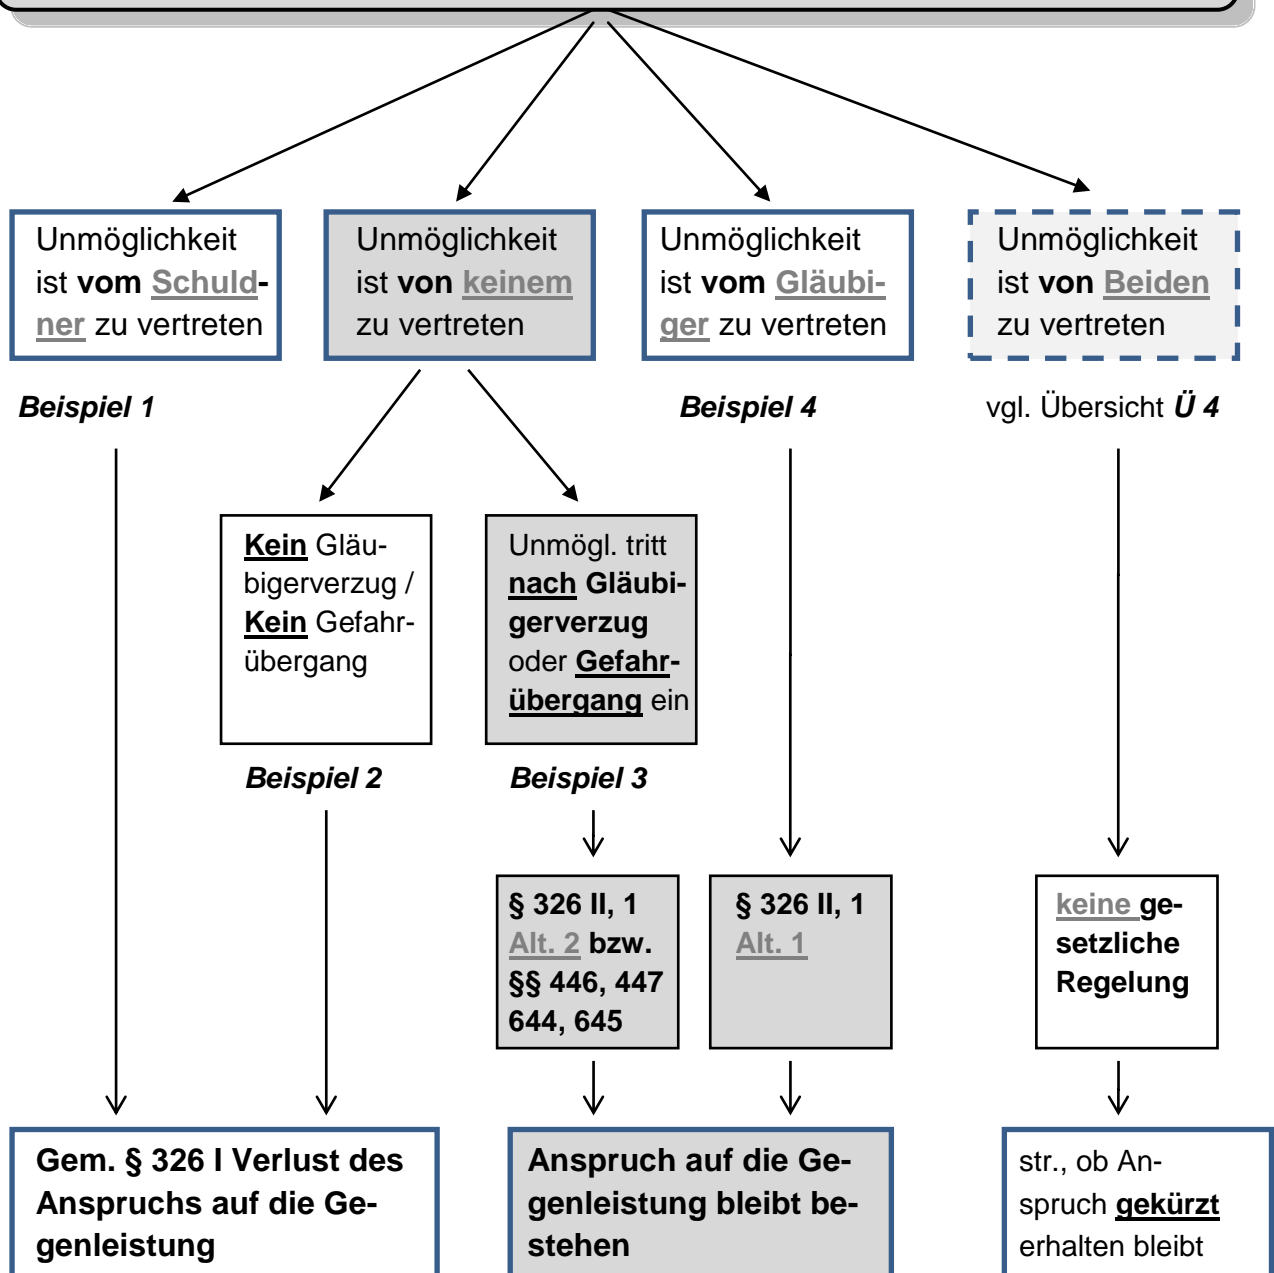 Unmöglichkeit
ist vom Schuld-
ner zu vertreten
Unmöglichkeit
ist von keinem
zu vertreten
Unmöglichkeit
ist vom Gläubi-
ger zu vertreten
Unmöglichkeit
ist von Beiden
zu vertreten
Beispiel 1
Beispiel 4
vgl. Übersicht Ü 4
Kein Gläu-
bigerverzug /
Kein Gefahr-
übergang
Unmögl. tritt
nach Gläubi-
gerverzug
oder Gefahr-
übergang ein
Beispiel 2
Beispiel 3
§ 326 II, 1
Alt. 2 bzw.
§§ 446, 447
644, 645
§ 326 II, 1
Alt. 1
keine ge-
setzliche
Regelung
Gem. § 326 I Verlust des
Anspruchs auf die Ge-
genleistung
Anspruch auf die Ge-
genleistung bleibt be-
stehen
str., ob An-
spruch gekürzt
erhalten bleibt